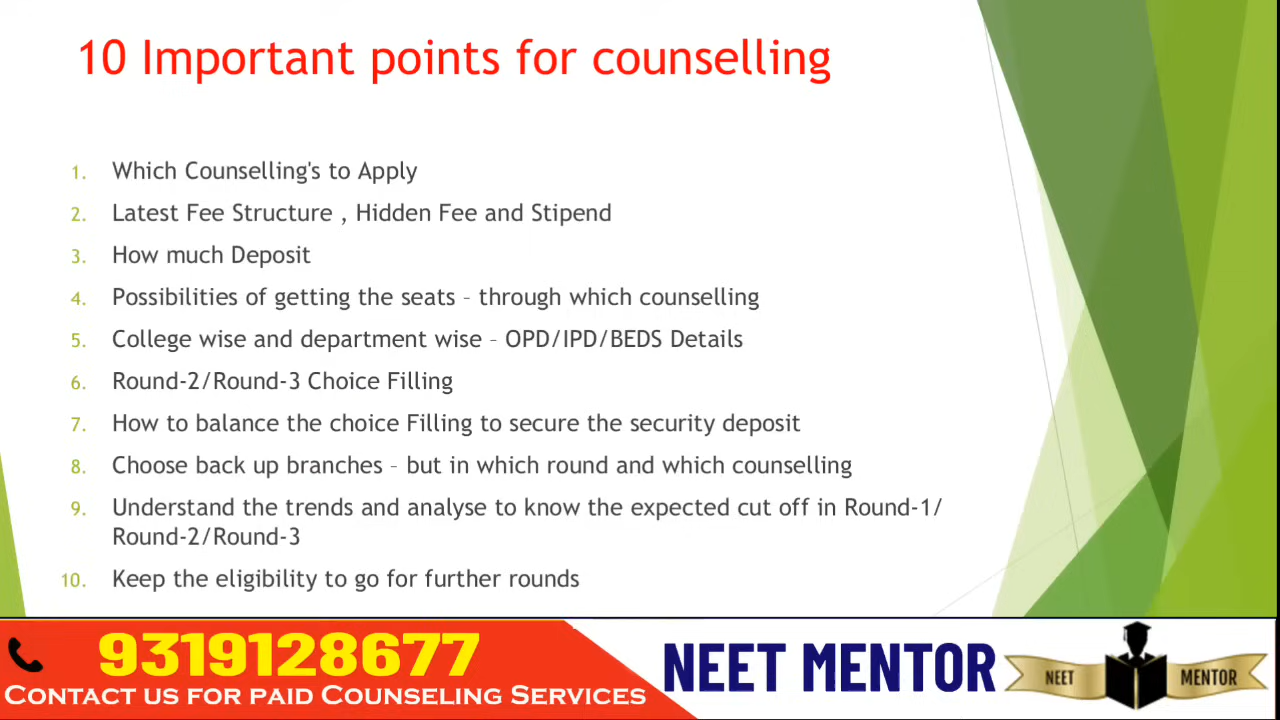 10 Important points for counselling
1. Which Counselling's to Apply
2. Latest Fee Structure , Hidden Fee and Stipend
3. How much Deposit
4. Possibilities of getting the seats – through which counselling
5. College wise and department wise – OPD/IPD/BEDS Details
6. Round-2/Round-3 Choice Filling
7. How to balance the choice Filling to secure the security deposit
8. Choose back up branches – but in which round and which counselling
9. Understand the trends and analyse to know the expected cut off in Round-1/
Round-2/Round-3
10. Keep the eligibility to go for further rounds
9319128677
CONTACT US FOR PAID COUNSELING SERVICES
NEET MENTOR
NEET MENTOR